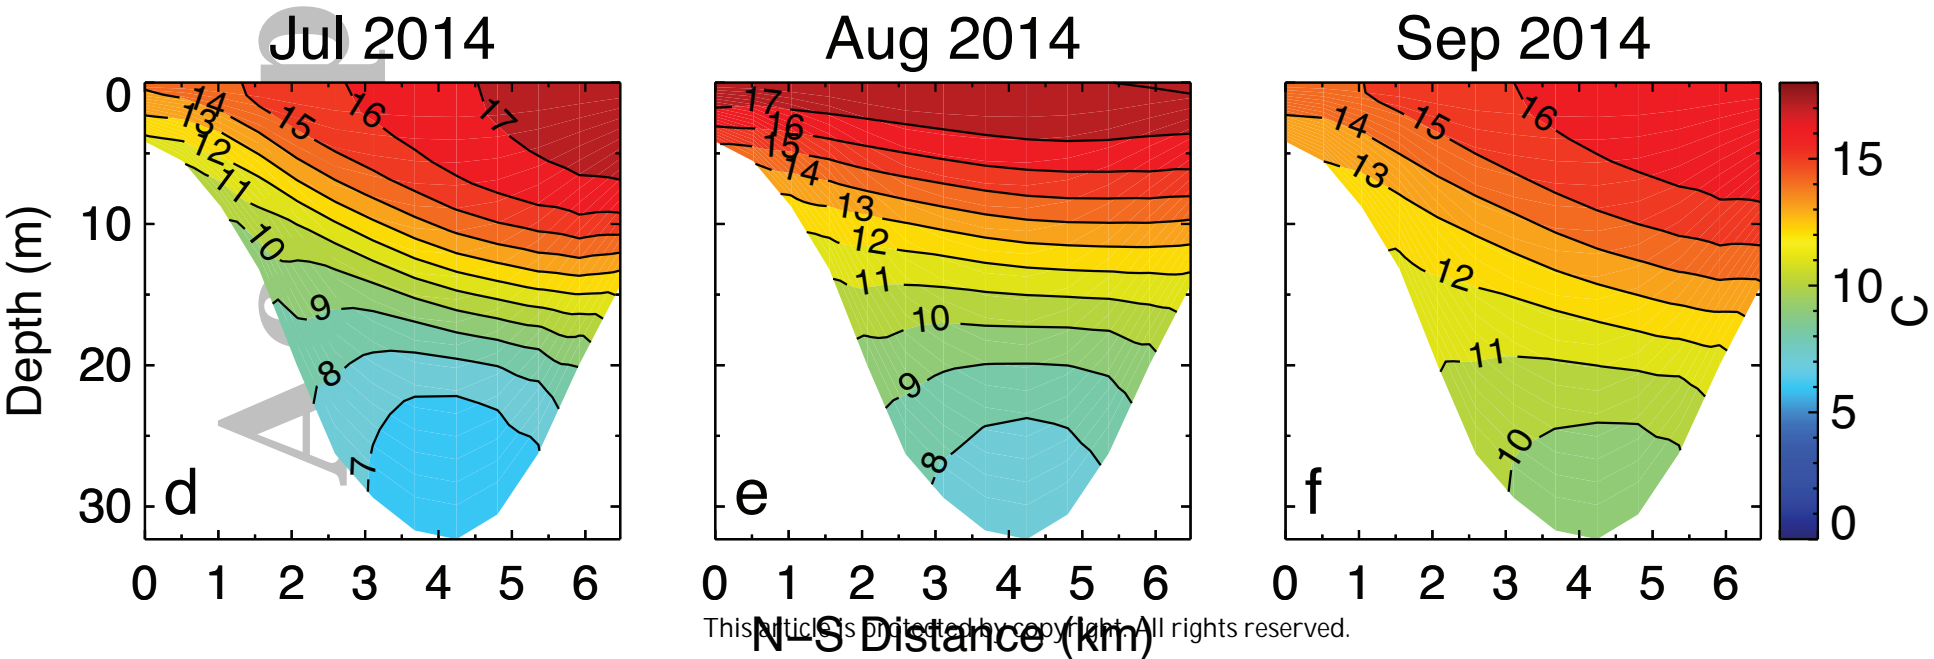 Jul 2014 Aug 2014 Sep 2014
0 14 13 12 11 10 9 8 7 15 16 17
17 16 15 14 13 12 11 10 9 8
14 13 15 16 12 11 10
Depth (m)
10
20
30
d e f
15
10
5
0
C
0 1 2 3 4 5 6 0 1 2 3 4 5 6 0 1 2 3 4 5 6
N–S Distance (km)
This article is protected by copyright. All rights reserved.